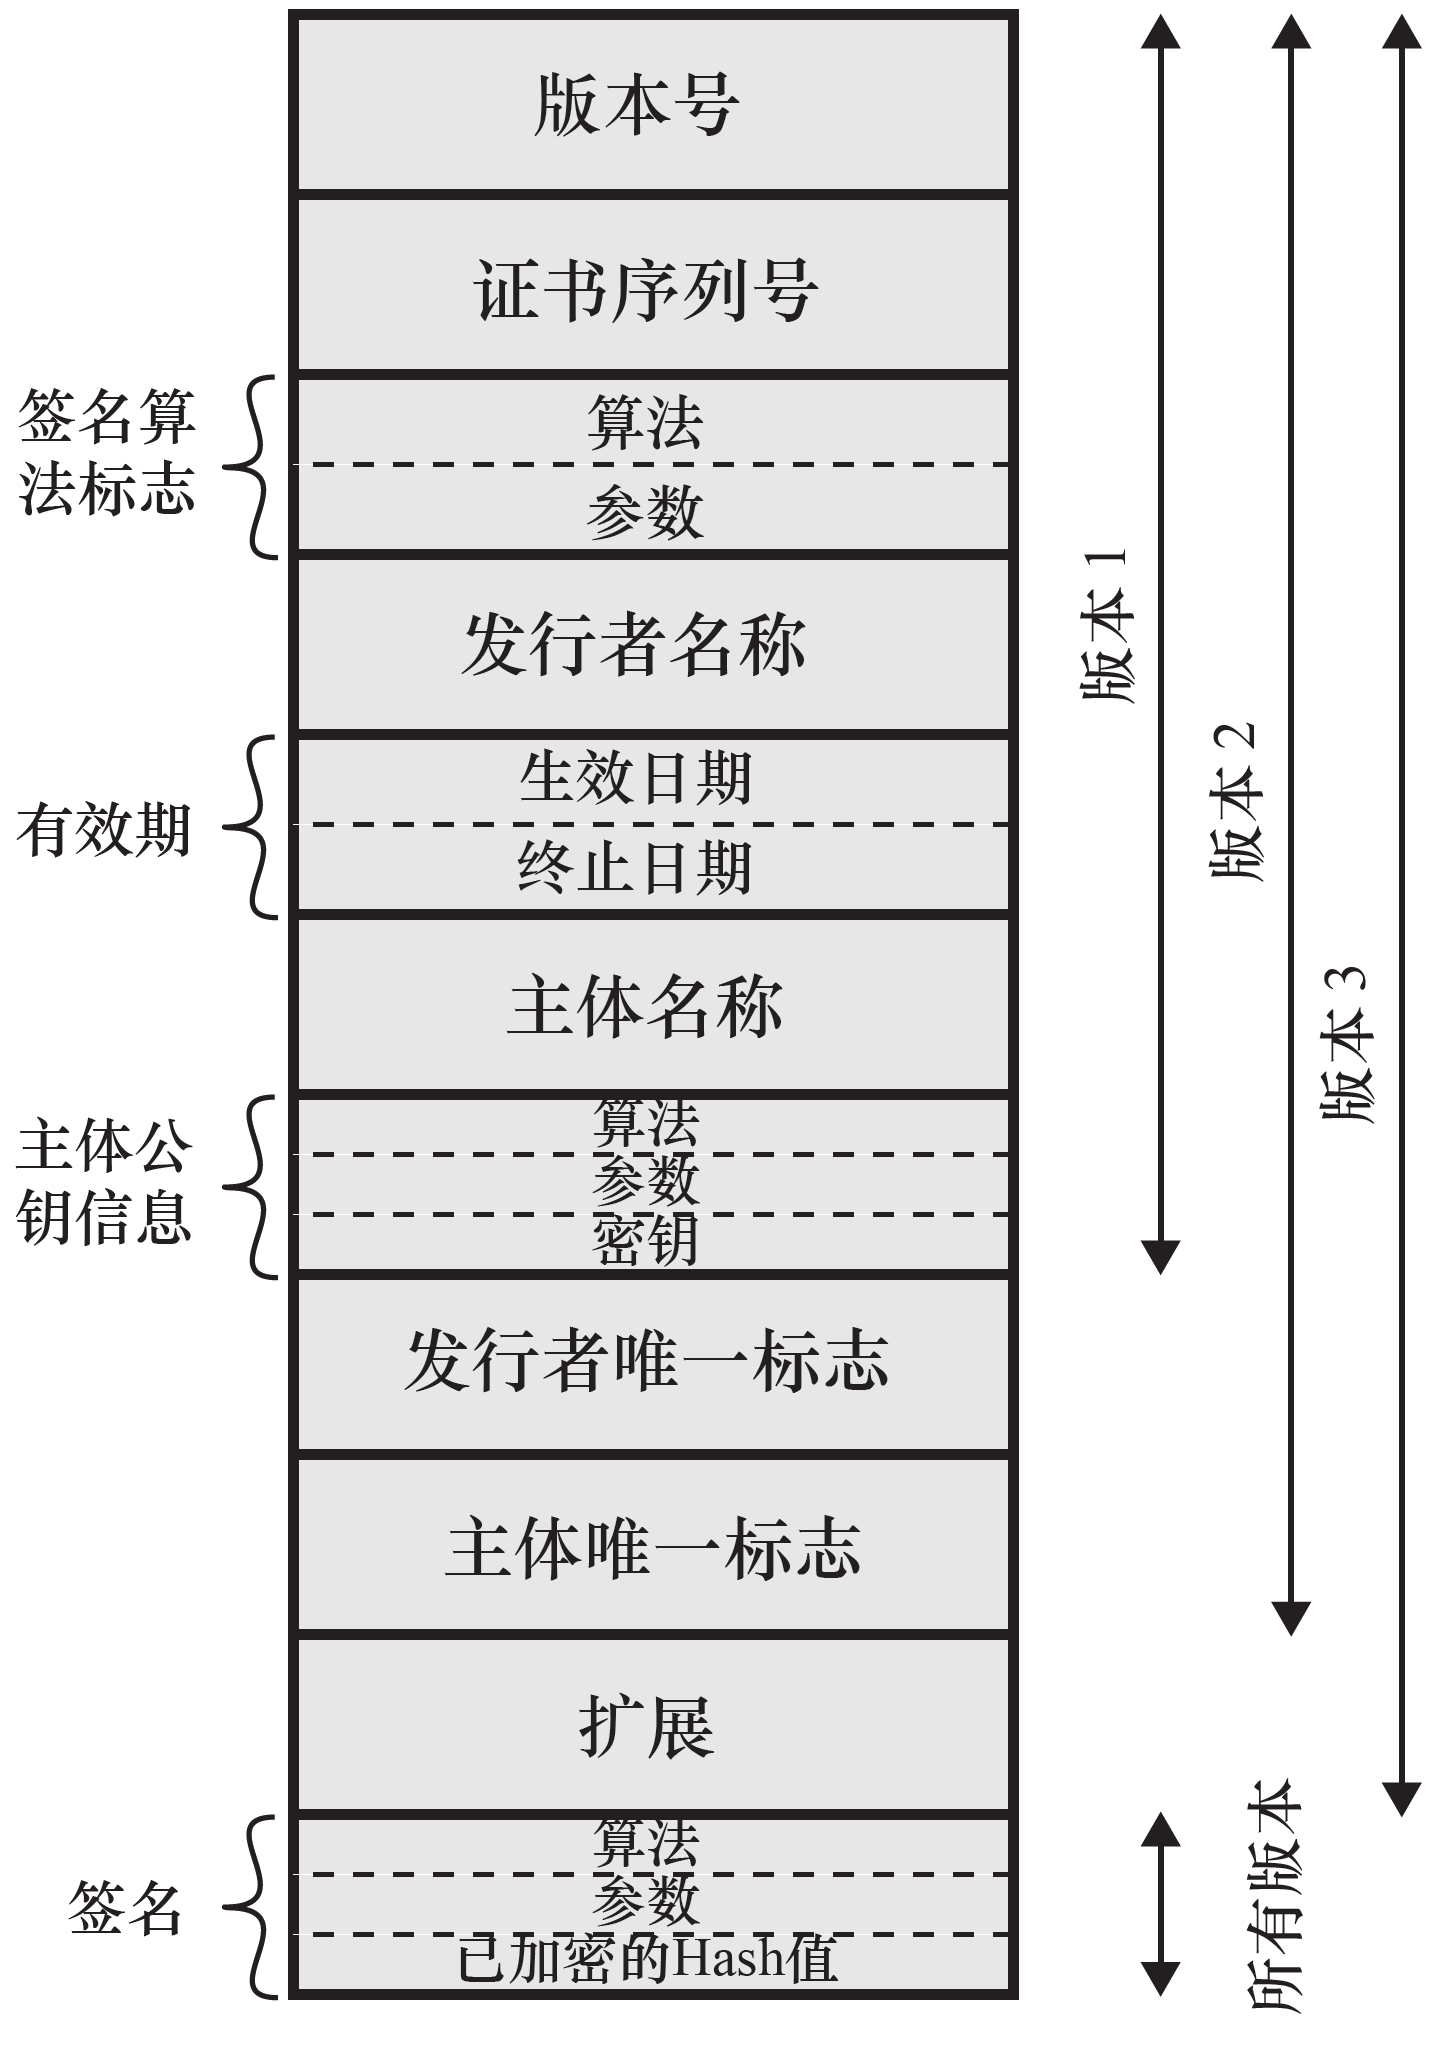 版本号
证书序列号
签名算
法标志
算法
参数
发行者名称
有效期
生效日期
终止日期
主体名称
主体公
钥信息
算法
参数
密钥
发行者唯一标志
主体唯一标志
扩展
签名
算法
参数
已加密的Hash值
版本 1
版本 2
版本 3
所有版本